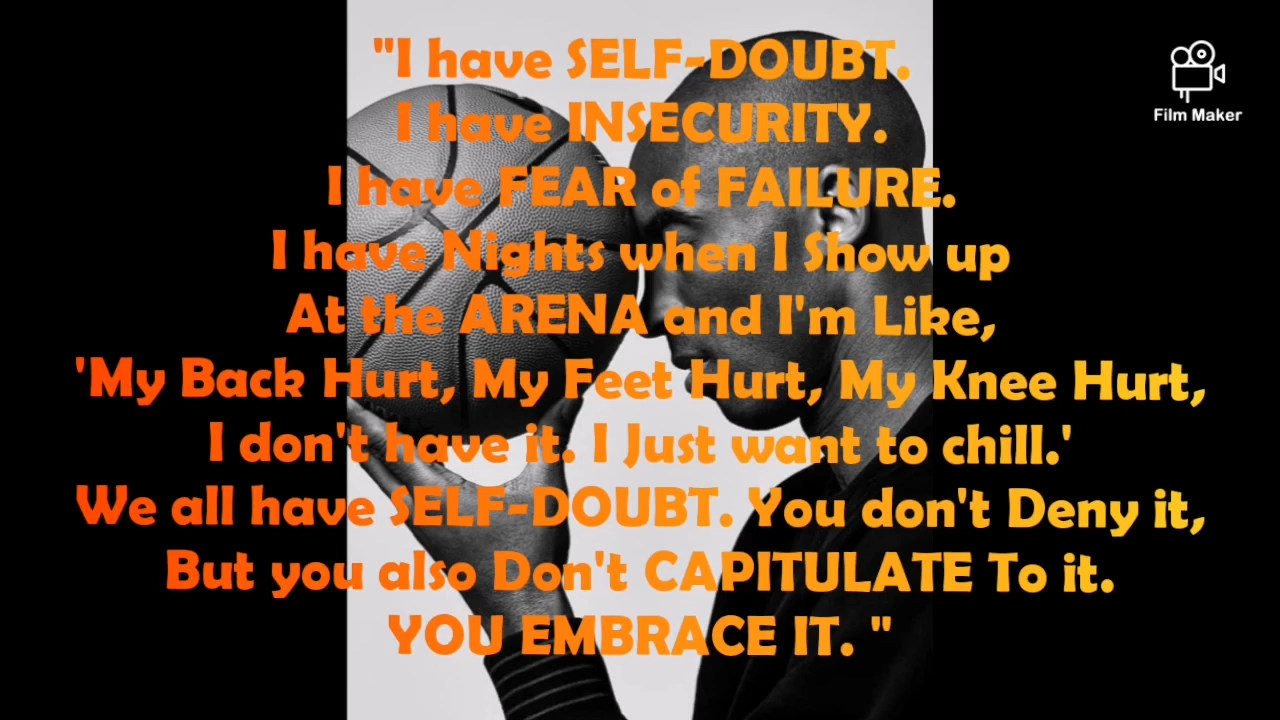 "I have SELF-DOUBT.
I have INSECURITY.
I have FEAR of FAILURE.
I have Nights when I Show up
At the ARENA and I'm Like,
'My Back Hurt, My Feet Hurt, My Knee Hurt,
I don't have it. I Just want to chill.'
We all have SELF-DOUBT. You don't Deny it,
But you also Don't CAPITULATE To it.
YOU EMBRACE IT. "
Film Maker